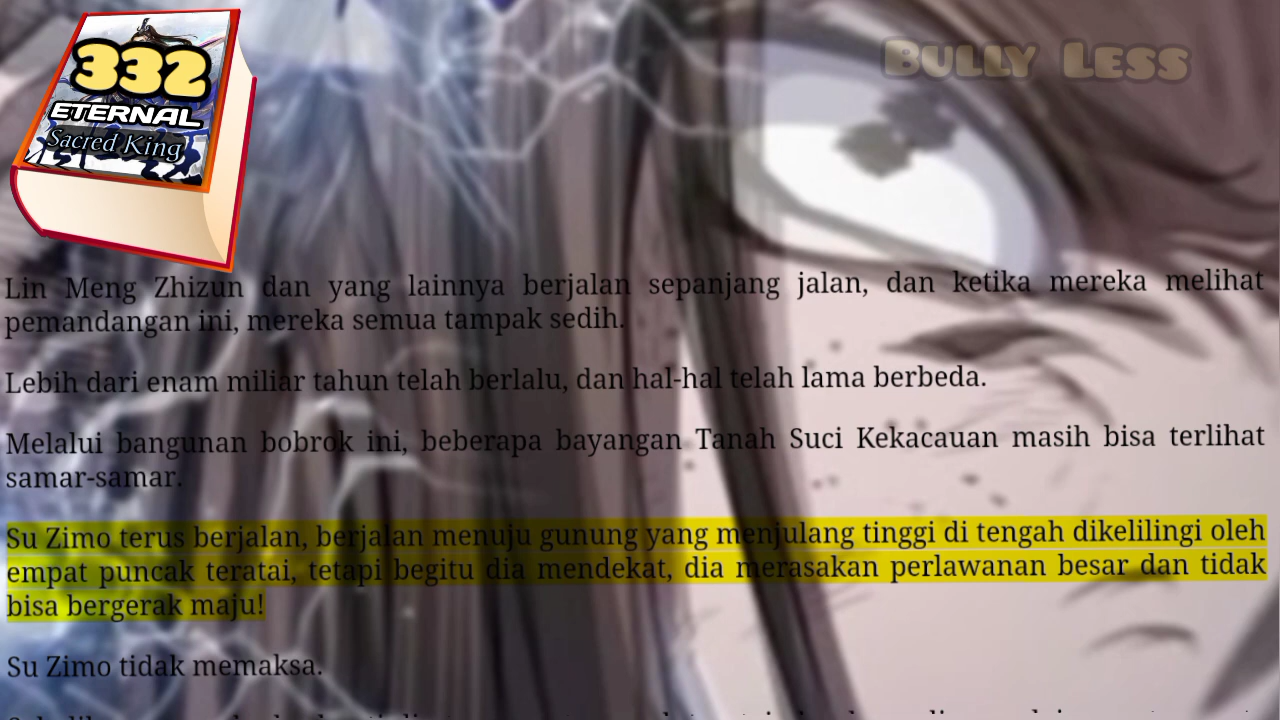 332
ETERNAL
Sacred King
Bully Less
Lin Meng Zhizun dan yang lainnya berjalan sepanjang jalan, dan ketika mereka melihat
pemandangan ini, mereka semua tampak sedih.
Lebih dari enam miliar tahun telah berlalu, dan hal-hal telah lama berbeda.
Melalui bangunan bobrok ini, beberapa bayangan Tanah Suci Kekacauan masih bisa terlihat
samar-samar.
Su Zimo terus berjalan, berjalan menuju gunung yang menjulang tinggi di tengah dikelilingi oleh
empat puncak teratai, tetapi begitu dia mendekat, dia merasakan perlawanan besar dan tidak
bisa bergerak maju!
Su Zimo tidak memaksa.